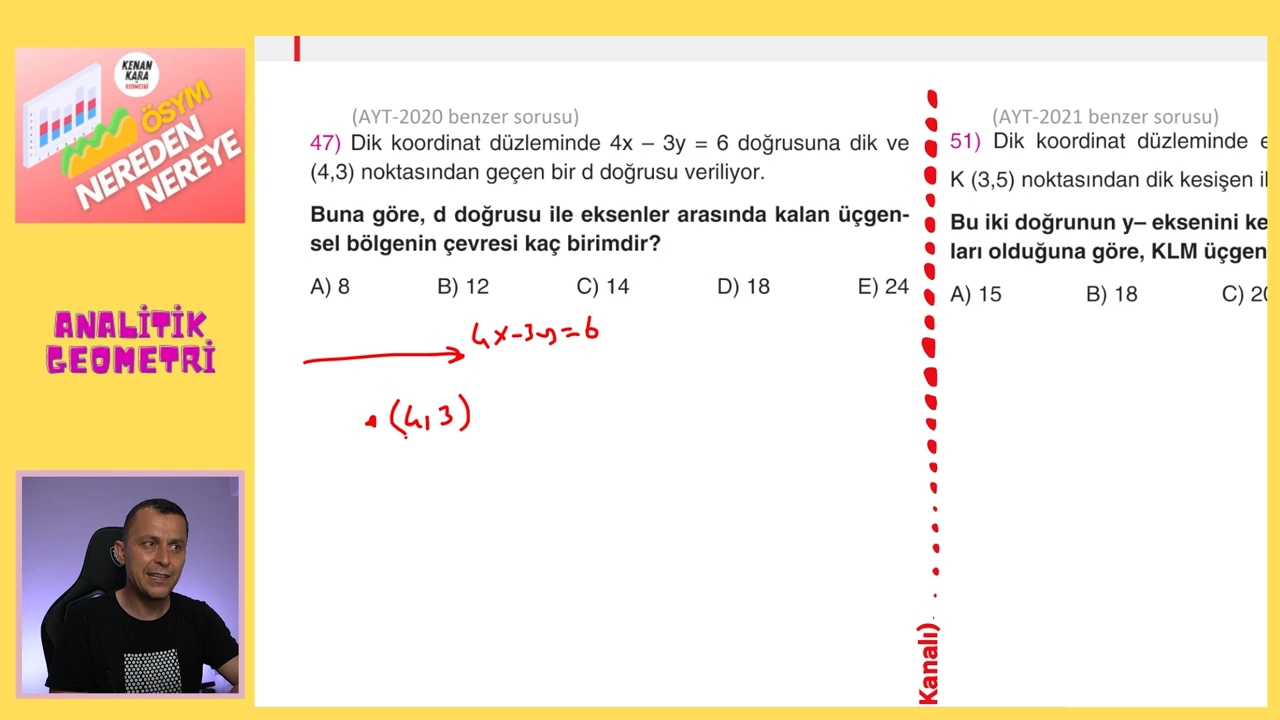 KENAN
KARA
GEOMETRİ
ÖSYM
NEREDEN
NEREYE
ANALİTİK
GEOMETRİ
(AYT-2020 benzer sorusu)
47) Dik koordinat düzleminde 4x – 3y = 6 doğrusuna dik ve
(4,3) noktasından geçen bir d doğrusu veriliyor.
Buna göre, d doğrusu ile eksenler arasında kalan üçgen-
sel bölgenin çevresi kaç birimdir?
A) 8 B) 12 C) 14 D) 18 E) 24
4x-3y=6
(4,3)
Kanalı)
(AYT-2021 benzer sorusu)
51) Dik koordinat düzleminde
K (3,5) noktasından dik kesişen
Bu iki doğrunun y– eksenini ke
ları olduğuna göre, KLM üçgen
A) 15 B) 18 C) 20